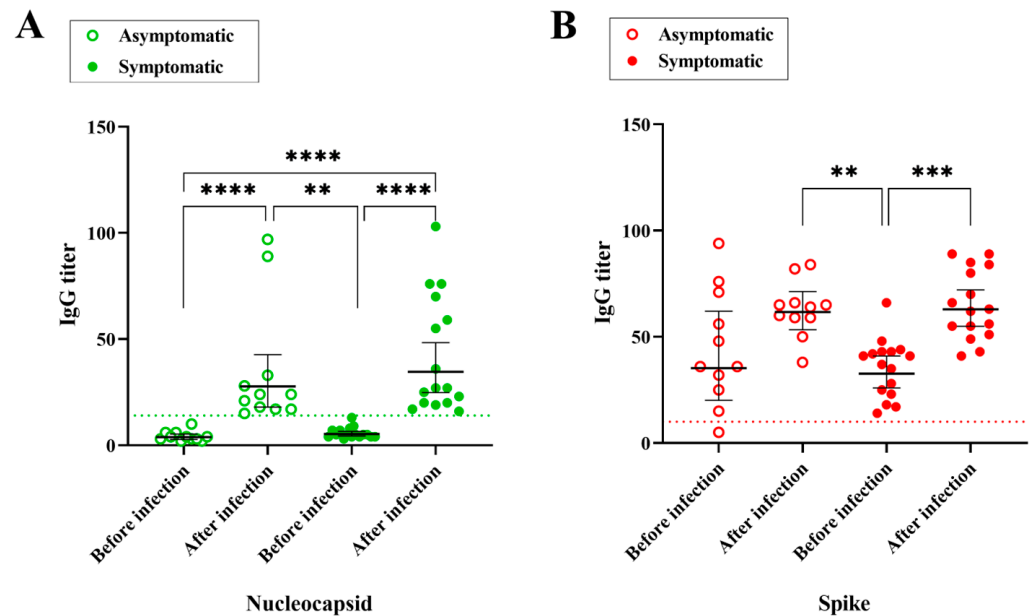 A
Asymptomatic
Symptomatic
IgG titer
150
100
50
0
****
**** ** ****
Before infection
After infection
Before infection
After infection
Nucleocapsid
B
Asymptomatic
Symptomatic
IgG titer
150
100
50
0
** ***
Before infection
After infection
Before infection
After infection
Spike